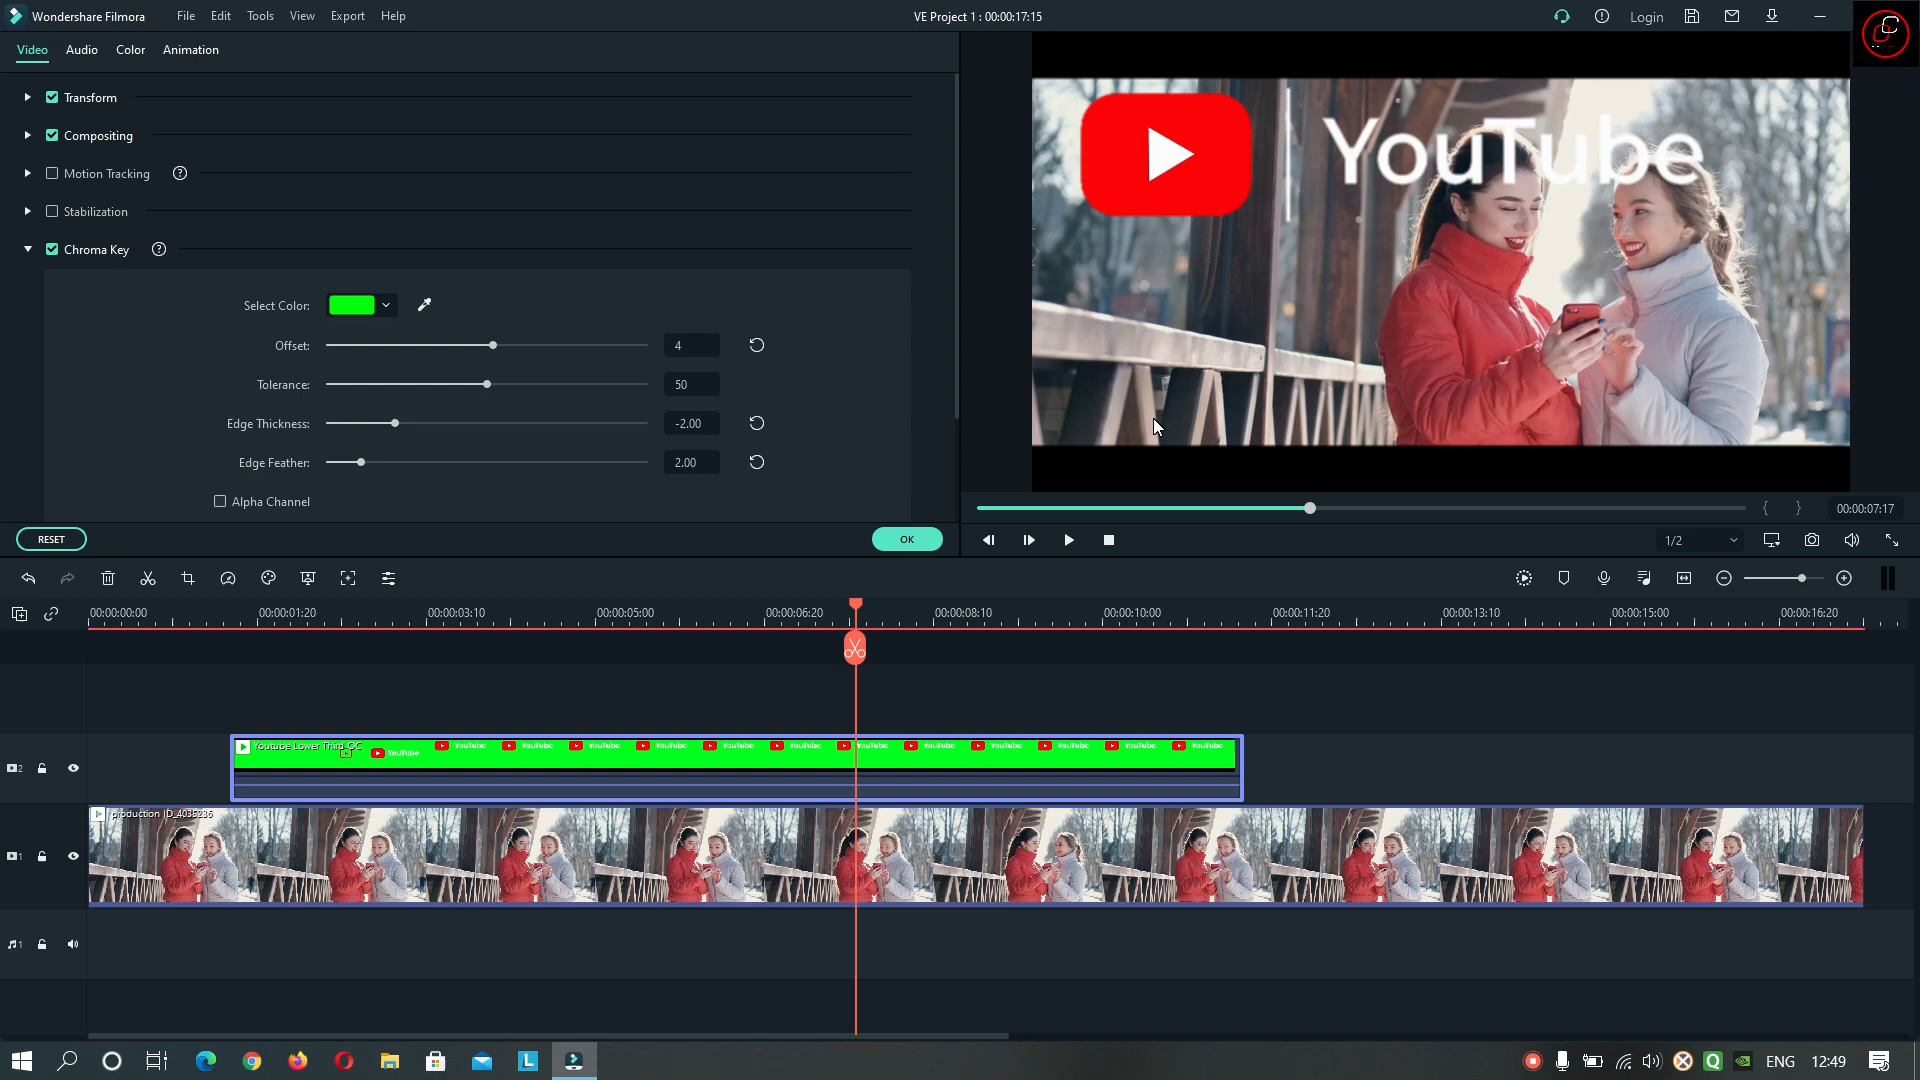 Wondershare Filmora File Edit Tools View Export Help VE Project 1 : 00:00:17:15 Login
Video Audio Color Animation
Transform
Compositing
Motion Tracking
Stabilization
Chroma Key
Select Color:
Offset: 4
Tolerance: 50
Edge Thickness: -2.00
Edge Feather: 2.00
Alpha Channel
RESET OK
YouTube
00:00:07:17
1/2
00:00:00:00 00:00:01:20 00:00:03:10 00:00:05:00 00:00:06:20 00:00:08:10 00:00:10:00 00:00:11:20 00:00:13:10 00:00:15:00 00:00:16:20
Youtube Lower Third_OC
YouTube YouTube YouTube YouTube YouTube YouTube YouTube YouTube YouTube YouTube YouTube YouTube YouTube
2
production ID_4035236
1
1
L Q ENG 12:49